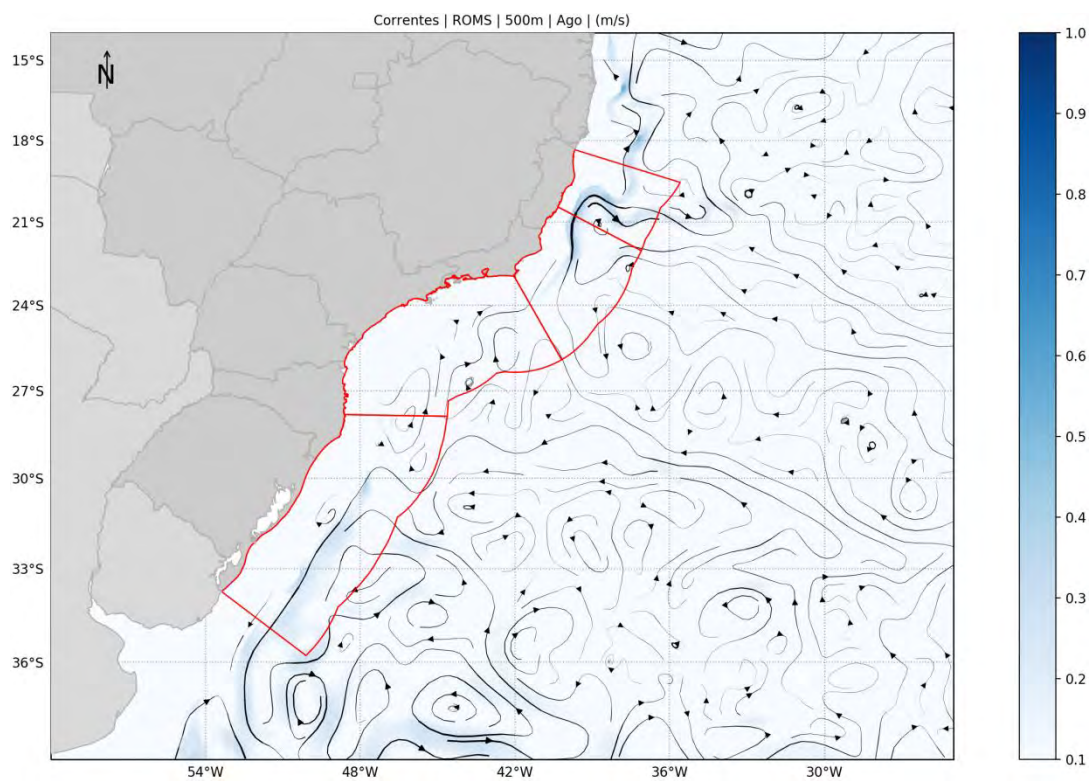 Correntes | ROMS | 500m | Ago | (m/s)
N
15°S
18°S
21°S
24°S
27°S
30°S
33°S
36°S
54°W
48°W
42°W
36°W
30°W
1.0
0.9
0.8
0.7
0.6
0.5
0.4
0.3
0.2
0.1